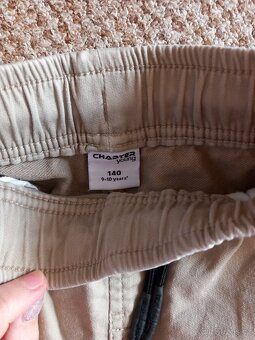 CHAPTER
young
140
9-10 years*